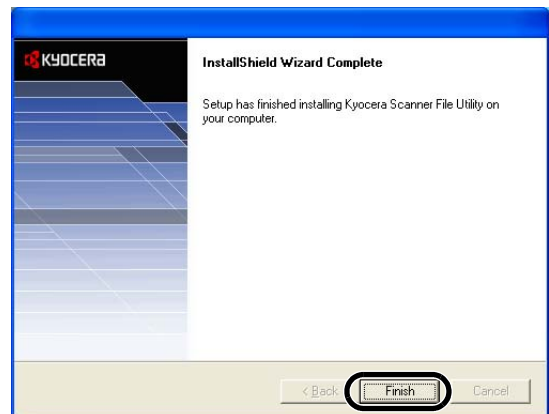 KYOCERA
InstallShield Wizard Complete
Setup has finished installing Kyocera Scanner File Utility on
your computer.
< Back
Finish
Cancel